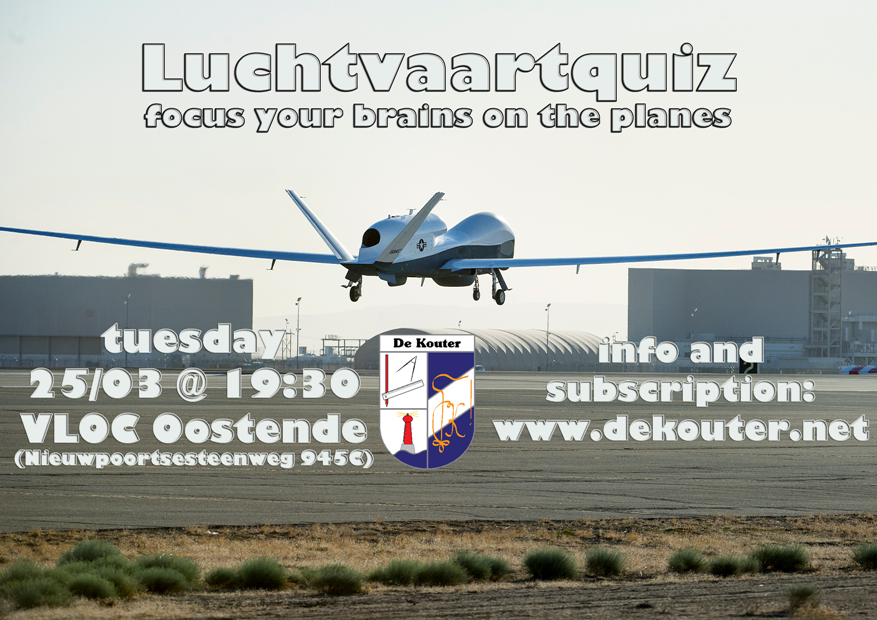 Luchtvaartquiz
focus your brains on the planes
tuesday
25/03 @ 19:30
VLOC Oostende
(Nieuwpoortsesteenweg 945C)
De Kouter
info and
subscription:
www.dekouter.net